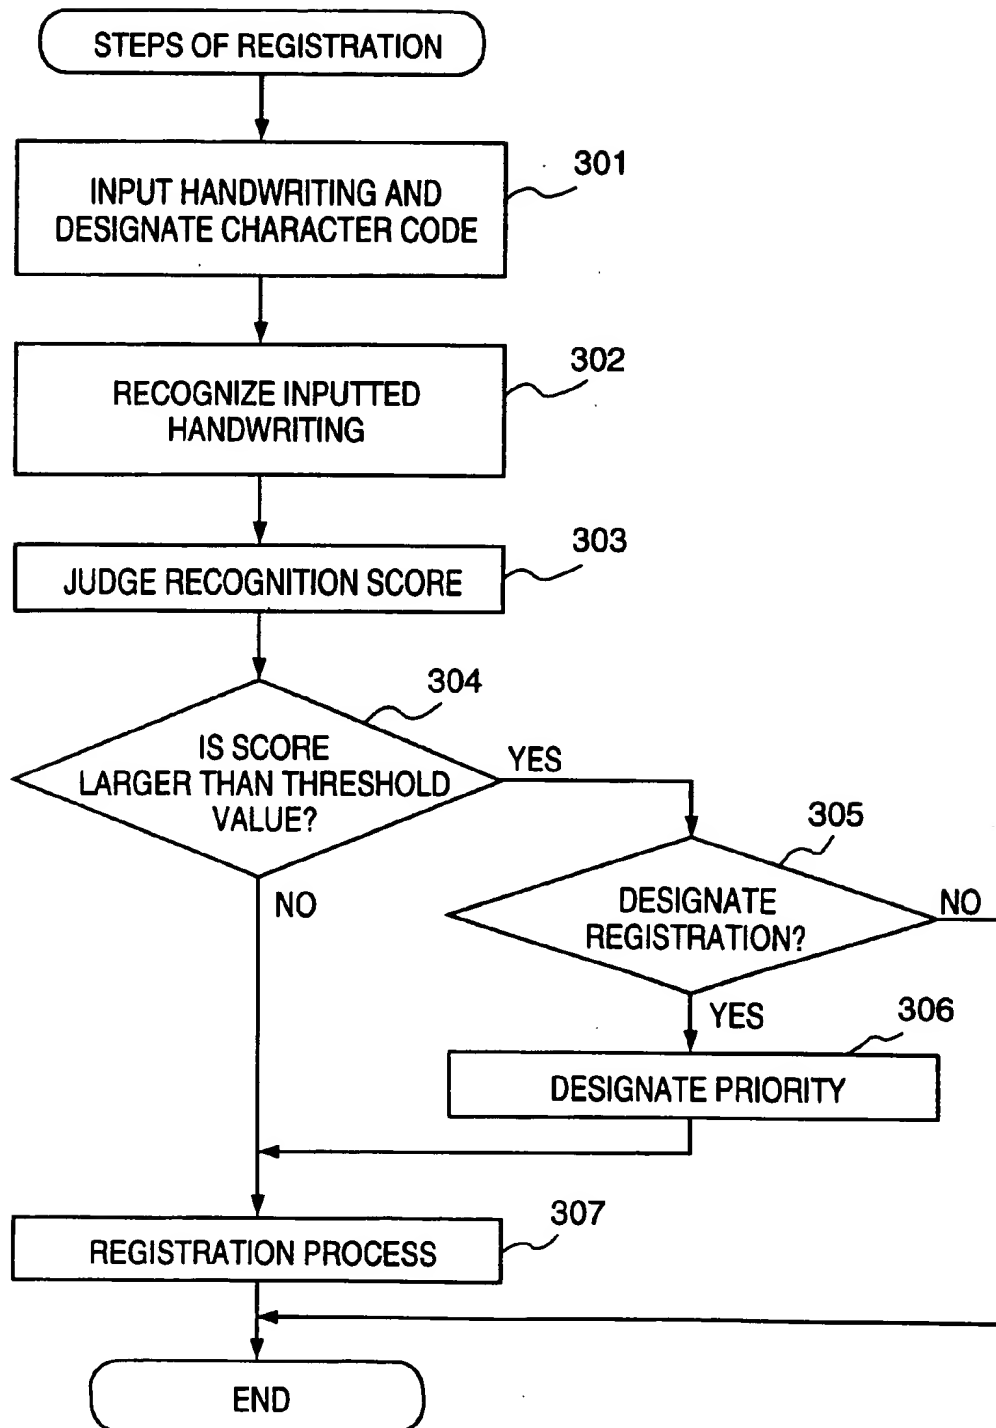 STEPS OF REGISTRATION
301
INPUT HANDWRITING AND
DESIGNATE CHARACTER CODE
302
RECOGNIZE INPUTTED
HANDWRITING
303
JUDGE RECOGNITION SCORE
304
IS SCORE
LARGER THAN THRESHOLD
VALUE?
YES
305
NO
DESIGNATE
REGISTRATION?
NO
YES
306
DESIGNATE PRIORITY
307
REGISTRATION PROCESS
END